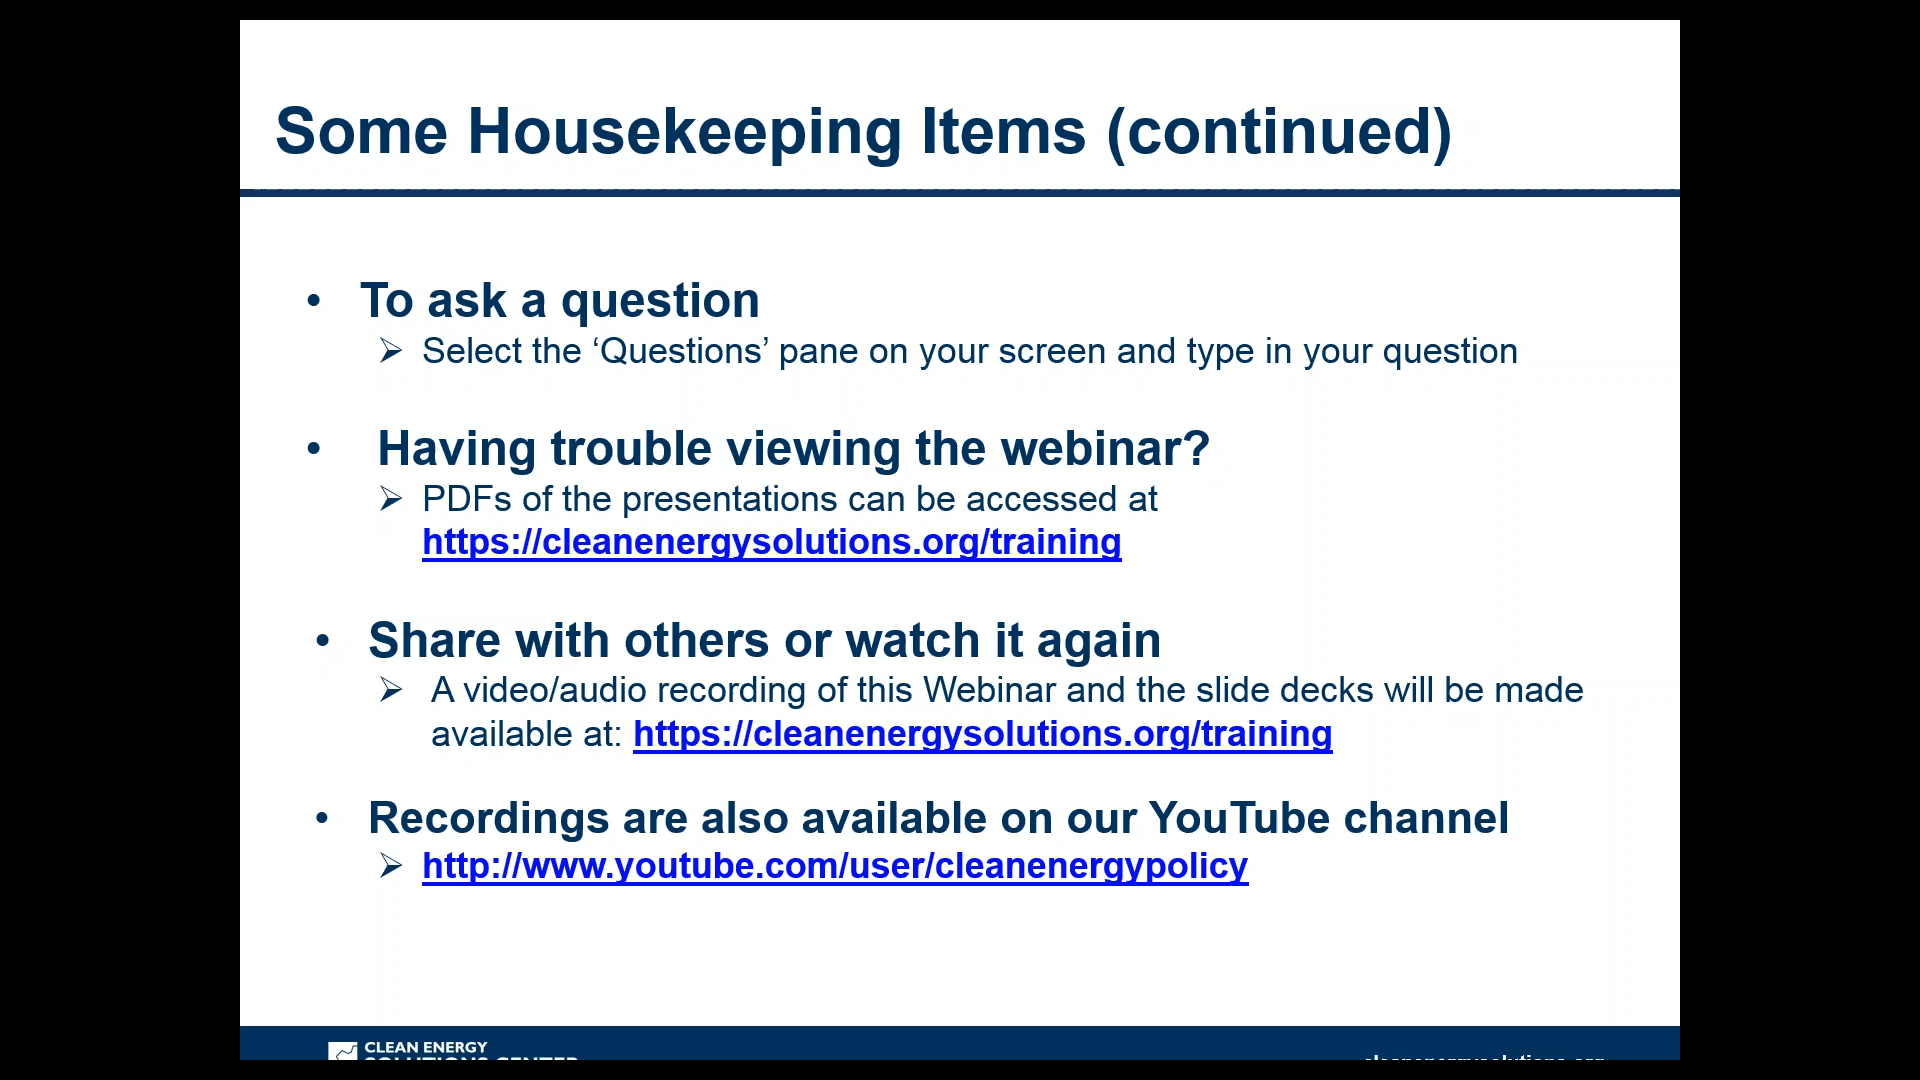 Some Housekeeping Items (continued)
• To ask a question
➢ Select the ‘Questions’ pane on your screen and type in your question
• Having trouble viewing the webinar?
➢ PDFs of the presentations can be accessed at
https://cleanenergysolutions.org/training
• Share with others or watch it again
➢ A video/audio recording of this Webinar and the slide decks will be made
available at: https://cleanenergysolutions.org/training
• Recordings are also available on our YouTube channel
➢ http://www.youtube.com/user/cleanenergypolicy
CLEAN ENERGY
SOLUTIONS CENTER
cleanenergysolutions.org